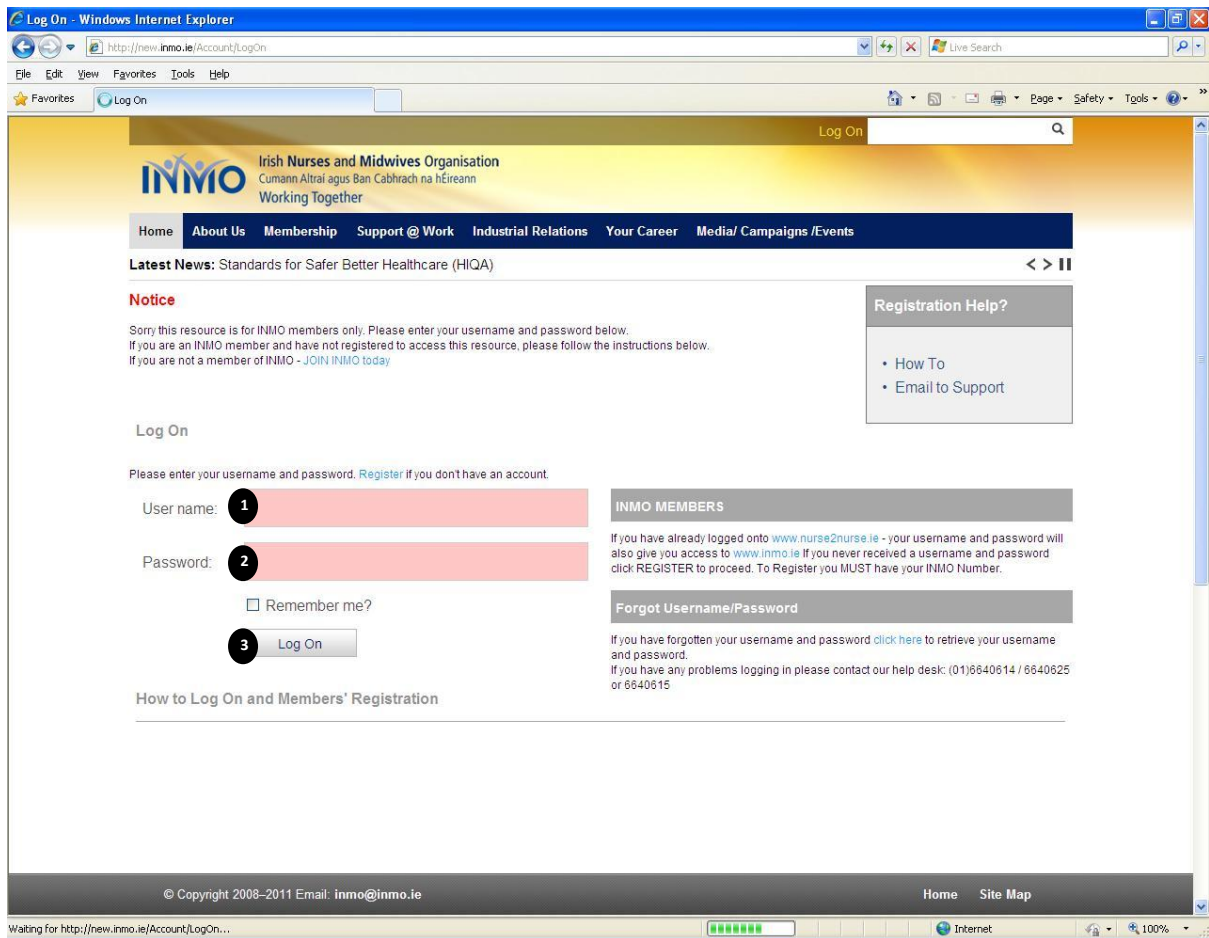 Log On - Windows Internet Explorer
http://new.inmo.ie/Account/LogOn
Live Search
File Edit View Favorites Tools Help
Favorites Log On Page Safety Tools
Log On
INMO
Irish Nurses and Midwives Organisation
Cumann Altraí agus Ban Cabhrach na hÉireann
Working Together
Home About Us Membership Support @ Work Industrial Relations Your Career Media/ Campaigns /Events
Latest News: Standards for Safer Better Healthcare (HIQA)
Notice
Sorry this resource is for INMO members only. Please enter your username and password below.
If you are an INMO member and have not registered to access this resource, please follow the instructions below.
If you are not a member of INMO - JOIN INMO today
Registration Help?
• How To
• Email to Support
Log On
Please enter your username and password. Register if you don't have an account.
User name: 1
Password: 2
Remember me?
3 Log On
INMO MEMBERS
If you have already logged onto www.nurse2nurse.ie - your username and password will
also give you access to www.inmo.ie If you never received a username and password
click REGISTER to proceed. To Register you MUST have your INMO Number.
Forgot Username/Password
If you have forgotten your username and password click here to retrieve your username
and password.
If you have any problems logging in please contact our help desk: (01)6640614 / 6640625
or 6640615
How to Log On and Members' Registration
© Copyright 2008–2011 Email: inmo@inmo.ie
Home Site Map
Waiting for http://new.inmo.ie/Account/LogOn... Internet 100%